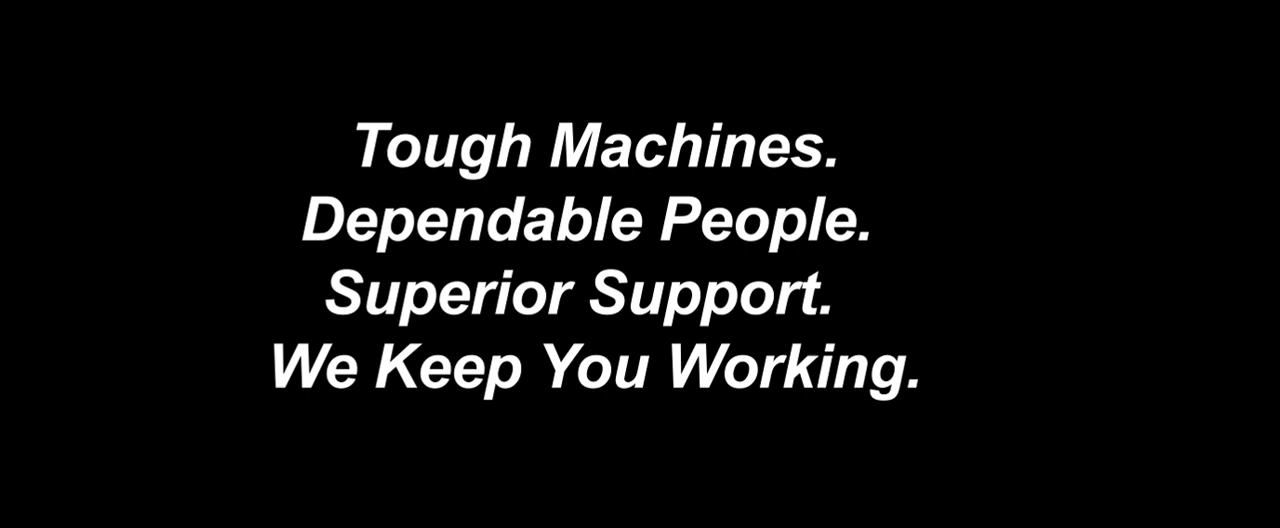 Tough Machines.
Dependable People.
Superior Support.
We Keep You Working.